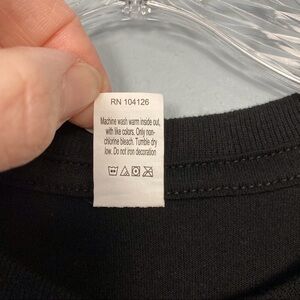 RN 104126
Machine wash warm inside out,
with like colors. Only non-
chlorine bleach. Tumble dry
low. Do not iron decoration